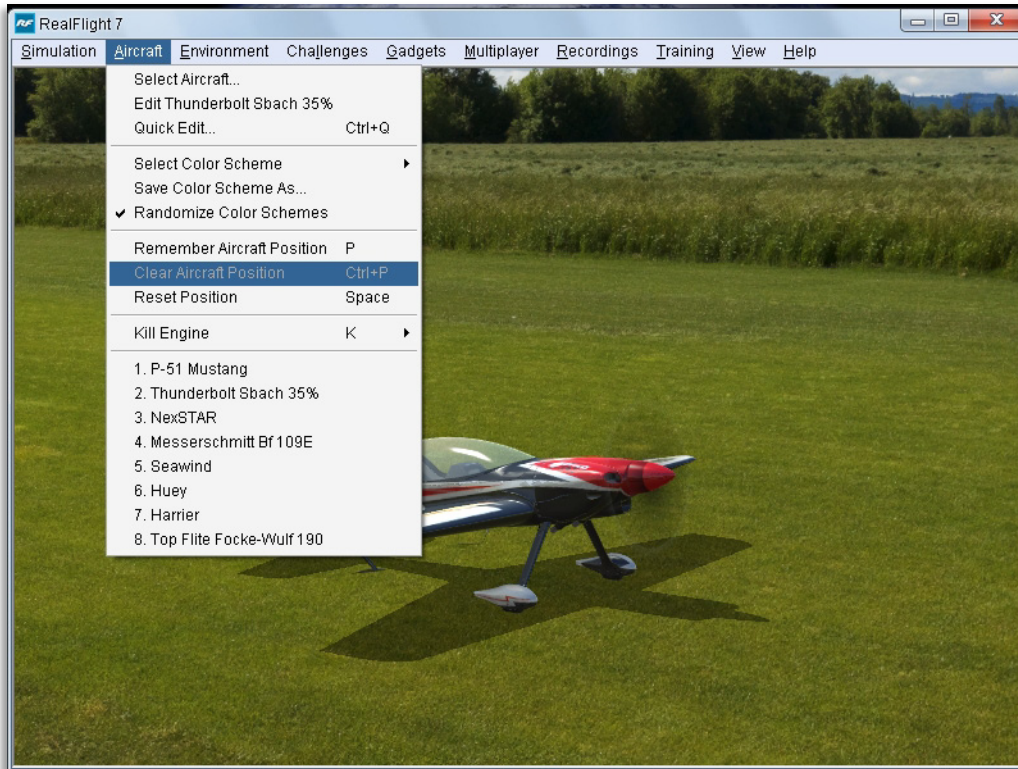 RF RealFlight 7
Simulation Aircraft Environment Challenges Gadgets Multiplayer Recordings Training View Help
Select Aircraft...
Edit Thunderbolt Sbach 35%
Quick Edit... Ctrl+Q
Select Color Scheme
Save Color Scheme As...
Randomize Color Schemes
Remember Aircraft Position P
Clear Aircraft Position Ctrl+P
Reset Position Space
Kill Engine K
1. P-51 Mustang
2. Thunderbolt Sbach 35%
3. NexSTAR
4. Messerschmitt Bf 109E
5. Seawind
6. Huey
7. Harrier
8. Top Flite Focke-Wulf 190